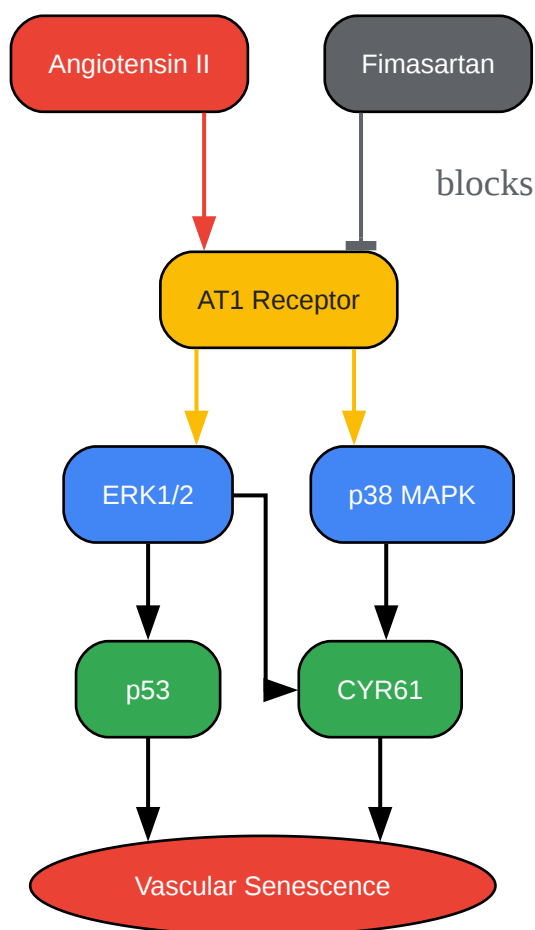 Angiotensin II
Fimasartan
blocks
AT1 Receptor
ERK1/2
p38 MAPK
p53
CYR61
Vascular Senescence